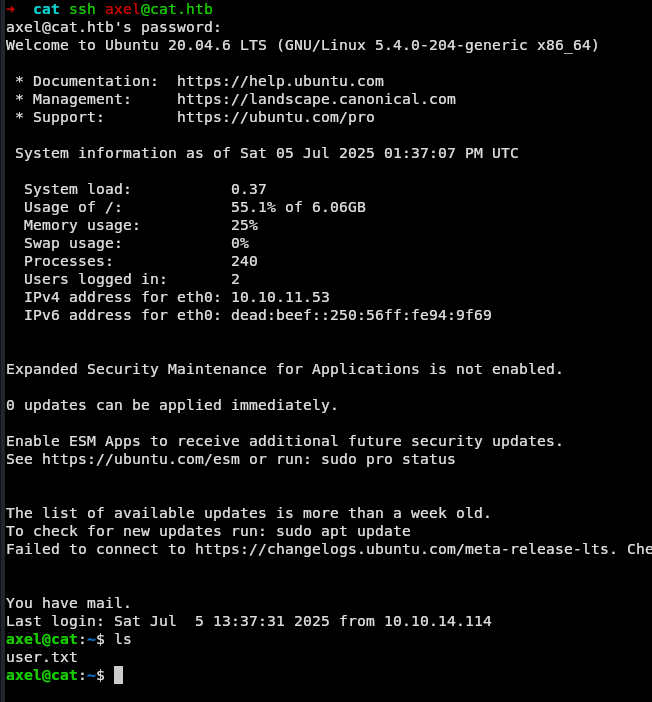 ➜  cat ssh axel@cat.htb
axel@cat.htb's password:
Welcome to Ubuntu 20.04.6 LTS (GNU/Linux 5.4.0-204-generic x86_64)
 * Documentation:  https://help.ubuntu.com
 * Management:     https://landscape.canonical.com
 * Support:        https://ubuntu.com/pro
 System information as of Sat 05 Jul 2025 01:37:07 PM UTC
  System load:           0.37
  Usage of /:            55.1% of 6.06GB
  Memory usage:          25%
  Swap usage:            0%
  Processes:             240
  Users logged in:       2
  IPv4 address for eth0: 10.10.11.53
  IPv6 address for eth0: dead:beef::250:56ff:fe94:9f69
Expanded Security Maintenance for Applications is not enabled.
0 updates can be applied immediately.
Enable ESM Apps to receive additional future security updates.
See https://ubuntu.com/esm or run: sudo pro status
The list of available updates is more than a week old.
To check for new updates run: sudo apt update
Failed to connect to https://changelogs.ubuntu.com/meta-release-lts. Che
You have mail.
Last login: Sat Jul  5 13:37:31 2025 from 10.10.14.114
axel@cat:~$ ls
user.txt
axel@cat:~$